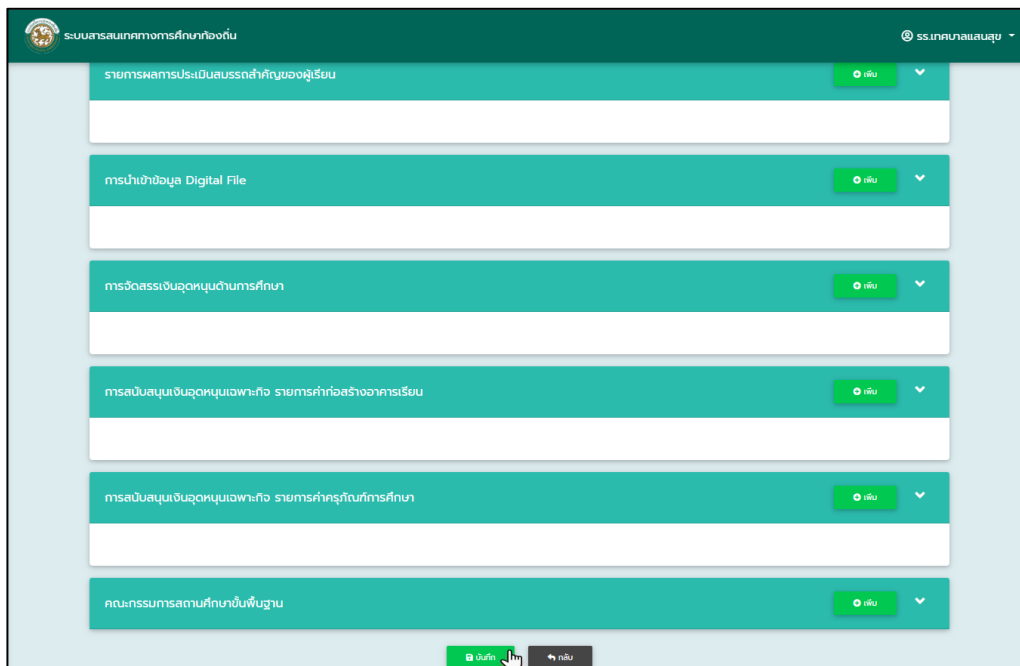 ระบบสารสนเทศทางการศึกษาท้องถิ่น
รร.เทศบาลแสนสุข
รายการผลการประเมินสมรรถสำคัญของผู้เรียน
เพิ่ม
การนำเข้าข้อมูล Digital File
เพิ่ม
การจัดสรรเงินอุดหนุนด้านการศึกษา
เพิ่ม
การสนับสนุนเงินอุดหนุนเฉพาะกิจ รายการค่าก่อสร้างอาคารเรียน
เพิ่ม
การสนับสนุนเงินอุดหนุนเฉพาะกิจ รายการค่าครุภัณฑ์การศึกษา
เพิ่ม
คณะกรรมการสถานศึกษาขั้นพื้นฐาน
เพิ่ม
บันทึก
กลับ